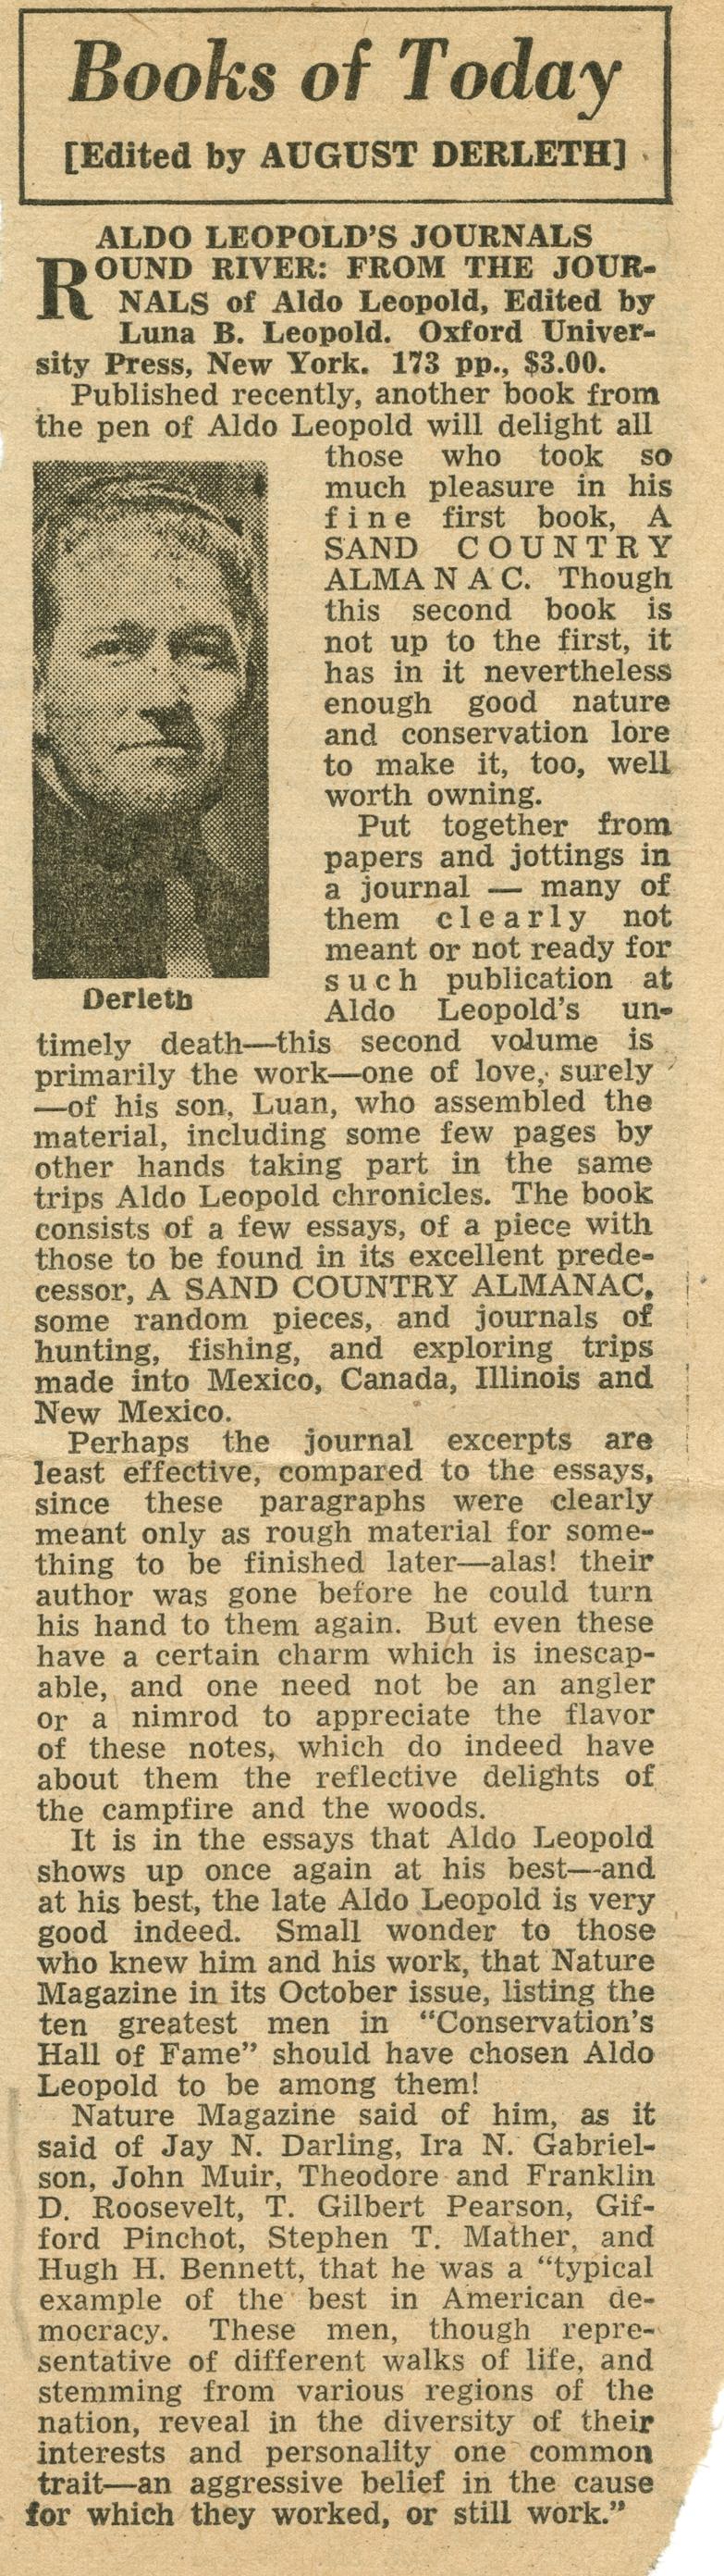 Books of Today
[Edited by AUGUST DERLETH]
ALDO LEOPOLD'S JOURNALS
ROUND RIVER: FROM THE JOUR-
NALS of Aldo Leopold, Edited by
Luna B. Leopold. Oxford Univer-
sity Press, New York. 173 pp., $3.00.
Published recently, another book from
the pen of Aldo Leopold will delight all
those who took so
much pleasure in his
fine first book, A
SAND COUNTRY
ALMANAC. Though
this second book is
not up to the first, it
has in it nevertheless
enough good nature
and conservation lore
to make it, too, well
worth owning.
Put together from
papers and jottings in
a journal — many of
them clearly not
meant or not ready for
such publication at
Aldo Leopold's un-
Derleth
timely death—this second volume is
primarily the work—one of love, surely
—of his son, Luan, who assembled the
material, including some few pages by
other hands taking part in the same
trips Aldo Leopold chronicles. The book
consists of a few essays, of a piece with
those to be found in its excellent prede-
cessor, A SAND COUNTRY ALMANAC,
some random pieces, and journals of
hunting, fishing, and exploring trips
made into Mexico, Canada, Illinois and
New Mexico.
Perhaps the journal excerpts are
least effective, compared to the essays,
since these paragraphs were clearly
meant only as rough material for some-
thing to be finished later—alas! their
author was gone before he could turn
his hand to them again. But even these
have a certain charm which is inescap-
able, and one need not be an angler
or a nimrod to appreciate the flavor
of these notes, which do indeed have
about them the reflective delights of
the campfire and the woods.
It is in the essays that Aldo Leopold
shows up once again at his best—and
at his best, the late Aldo Leopold is very
good indeed. Small wonder to those
who knew him and his work, that Nature
Magazine in its October issue, listing the
ten greatest men in "Conservation's
Hall of Fame" should have chosen Aldo
Leopold to be among them!
Nature Magazine said of him, as it
said of Jay N. Darling, Ira N. Gabriel-
son, John Muir, Theodore and Franklin
D. Roosevelt, T. Gilbert Pearson, Gif-
ford Pinchot, Stephen T. Mather, and
Hugh H. Bennett, that he was a "typical
example of the best in American de-
mocracy. These men, though repre-
sentative of different walks of life, and
stemming from various regions of the
nation, reveal in the diversity of their
interests and personality one common
trait—an aggressive belief in the cause
for which they worked, or still work."